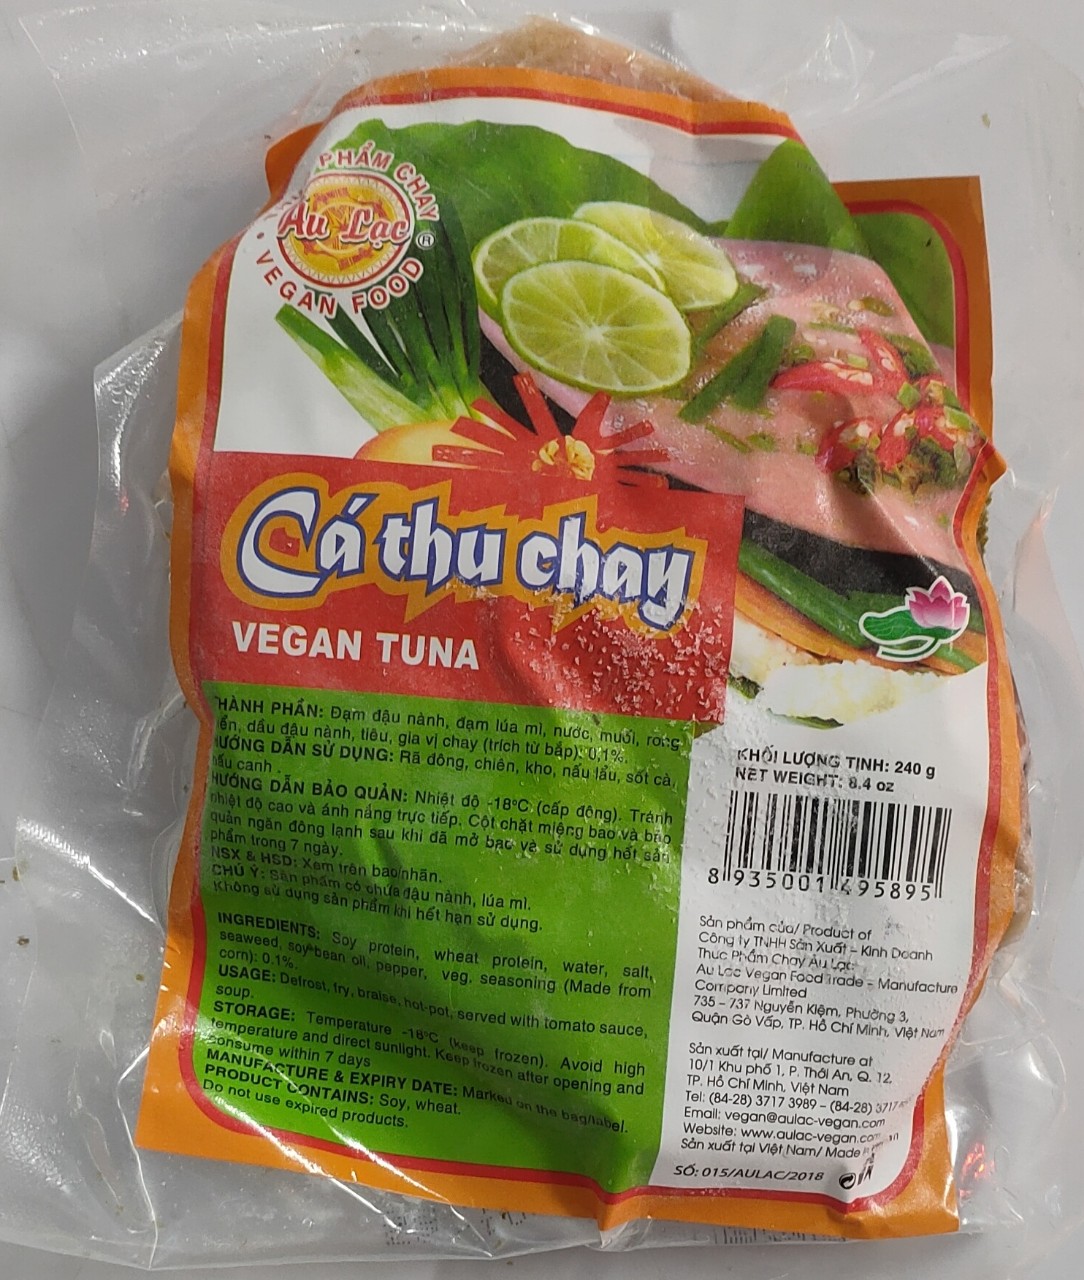 PHẨM CHAY
Âu Lạc
®
VEGAN FOOD
Cá thu chay
VEGAN TUNA
THÀNH PHẦN: Đạm đậu nành, đạm lúa mì, nước, muối, rong
biển, dầu đậu nành, tiêu, gia vị chay (trích từ bắp): 0,1%.
HƯỚNG DẪN SỬ DỤNG: Rã đông, chiên, kho, nấu lẩu, sốt cà,
nấu canh
HƯỚNG DẪN BẢO QUẢN: Nhiệt độ -18°C (cấp đông). Tránh
nhiệt độ cao và ánh nắng trực tiếp. Cột chặt miệng bao và bảo
quản ngăn đông lạnh sau khi đã mở bao và sử dụng hết sản
phẩm trong 7 ngày.
NSX & HSD: Xem trên bao/nhãn.
CHÚ Ý: Sản phẩm có chứa đậu nành, lúa mì.
Không sử dụng sản phẩm khi hết hạn sử dụng.
INGREDIENTS: Soy protein, wheat protein, water, salt,
seaweed, soy bean oil, pepper, veg. seasoning (Made from
corn): 0.1%.
USAGE: Defrost, fry, braise, hot-pot, served with tomato sauce,
soup.
STORAGE: Temperature -18°C (keep frozen). Avoid high
temperature and direct sunlight. Keep frozen after opening and
consume within 7 days
MANUFACTURE & EXPIRY DATE: Marked on the bag/label.
PRODUCT CONTAINS: Soy, wheat.
Do not use expired products.
KHỐI LƯỢNG TỊNH: 240 g
NET WEIGHT: 8.4 oz
8 935001 495895
Sản phẩm của/ Product of
Công ty TNHH Sản Xuất - Kinh Doanh
Thực Phẩm Chay Âu Lạc
Au Lac Vegan Food Trade - Manufacture
Company Limited
735 - 737 Nguyễn Kiệm, Phường 3,
Quận Gò Vấp, TP. Hồ Chí Minh, Việt Nam
Sản xuất tại/ Manufacture at
10/1 Khu phố 1, P. Thới An, Q. 12,
TP. Hồ Chí Minh, Việt Nam
Tel: (84-28) 3717 3989 - (84-28) 3717
Email: vegan@aulac-vegan.com
Website: www.aulac-vegan.com
Sản xuất tại Việt Nam/ Made
SỐ: 015/AULAC/2018